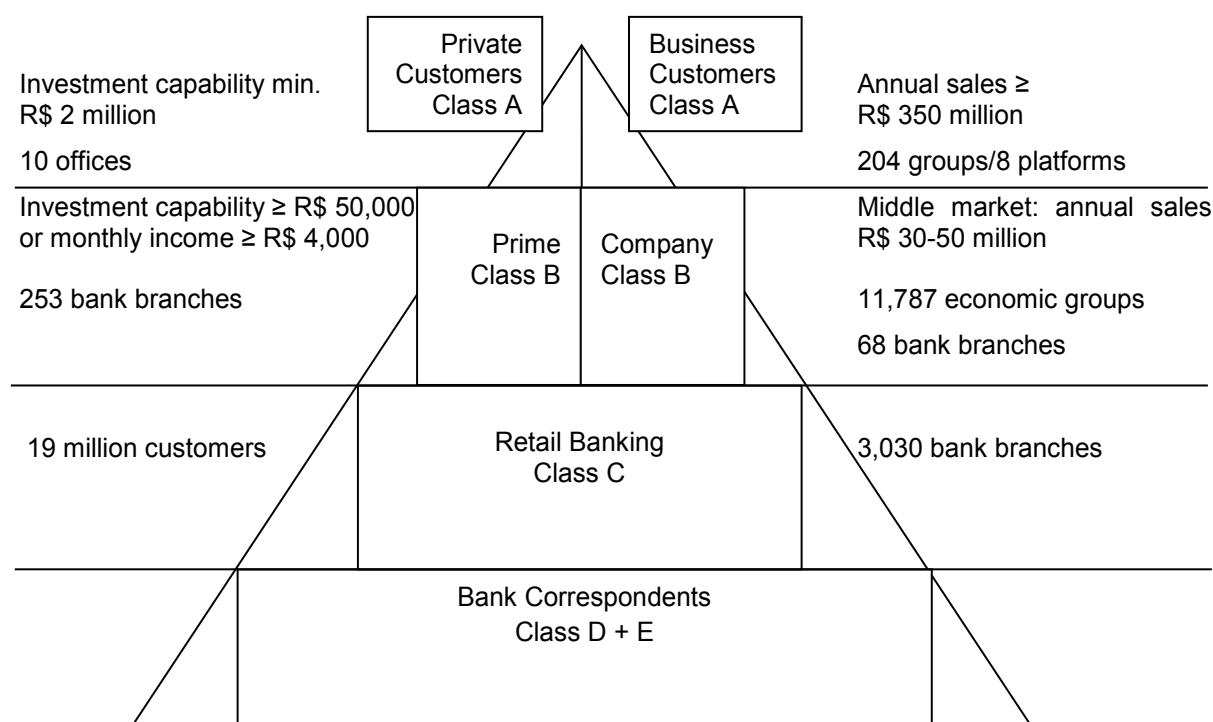 Private
Customers
Class A
Business
Customers
Class A
Investment capability min.
R$ 2 million
10 offices
Annual sales ≥
R$ 350 million
204 groups/8 platforms
Investment capability ≥ R$ 50,000
or monthly income ≥ R$ 4,000
253 bank branches
Prime
Class B
Company
Class B
Middle market: annual sales
R$ 30-50 million
11,787 economic groups
68 bank branches
19 million customers
Retail Banking
Class C
3,030 bank branches
Bank Correspondents
Class D + E